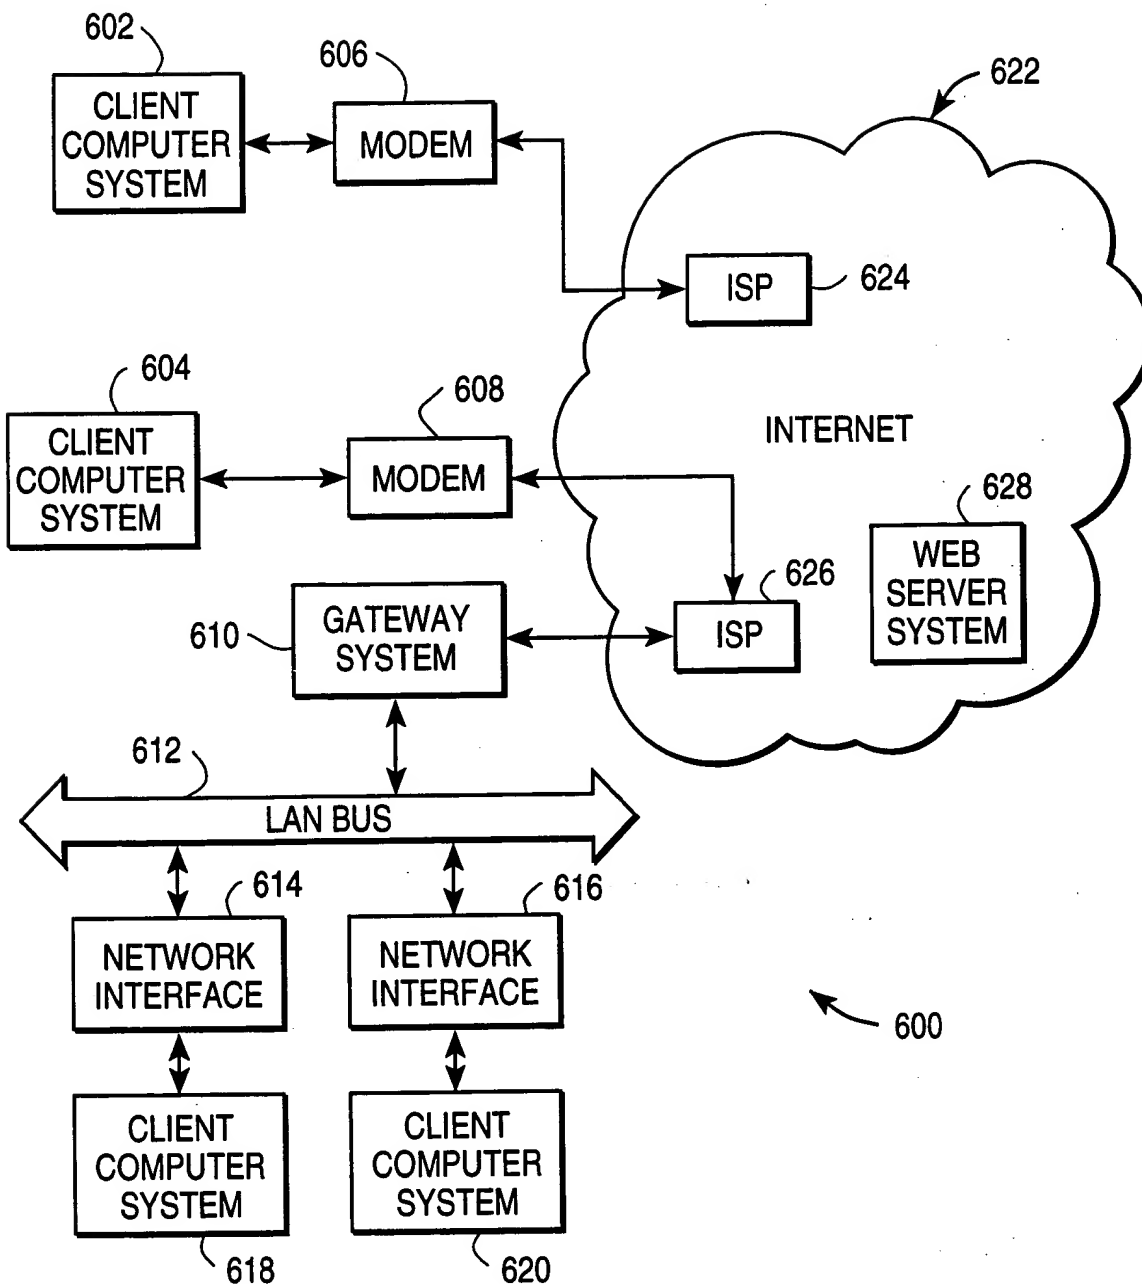 602
606
622
CLIENT
COMPUTER
SYSTEM
MODEM
ISP
624
604
608
INTERNET
CLIENT
COMPUTER
SYSTEM
MODEM
628
WEB
SERVER
SYSTEM
626
610
GATEWAY
SYSTEM
ISP
612
LAN BUS
614
616
NETWORK
INTERFACE
NETWORK
INTERFACE
600
CLIENT
COMPUTER
SYSTEM
CLIENT
COMPUTER
SYSTEM
618
620